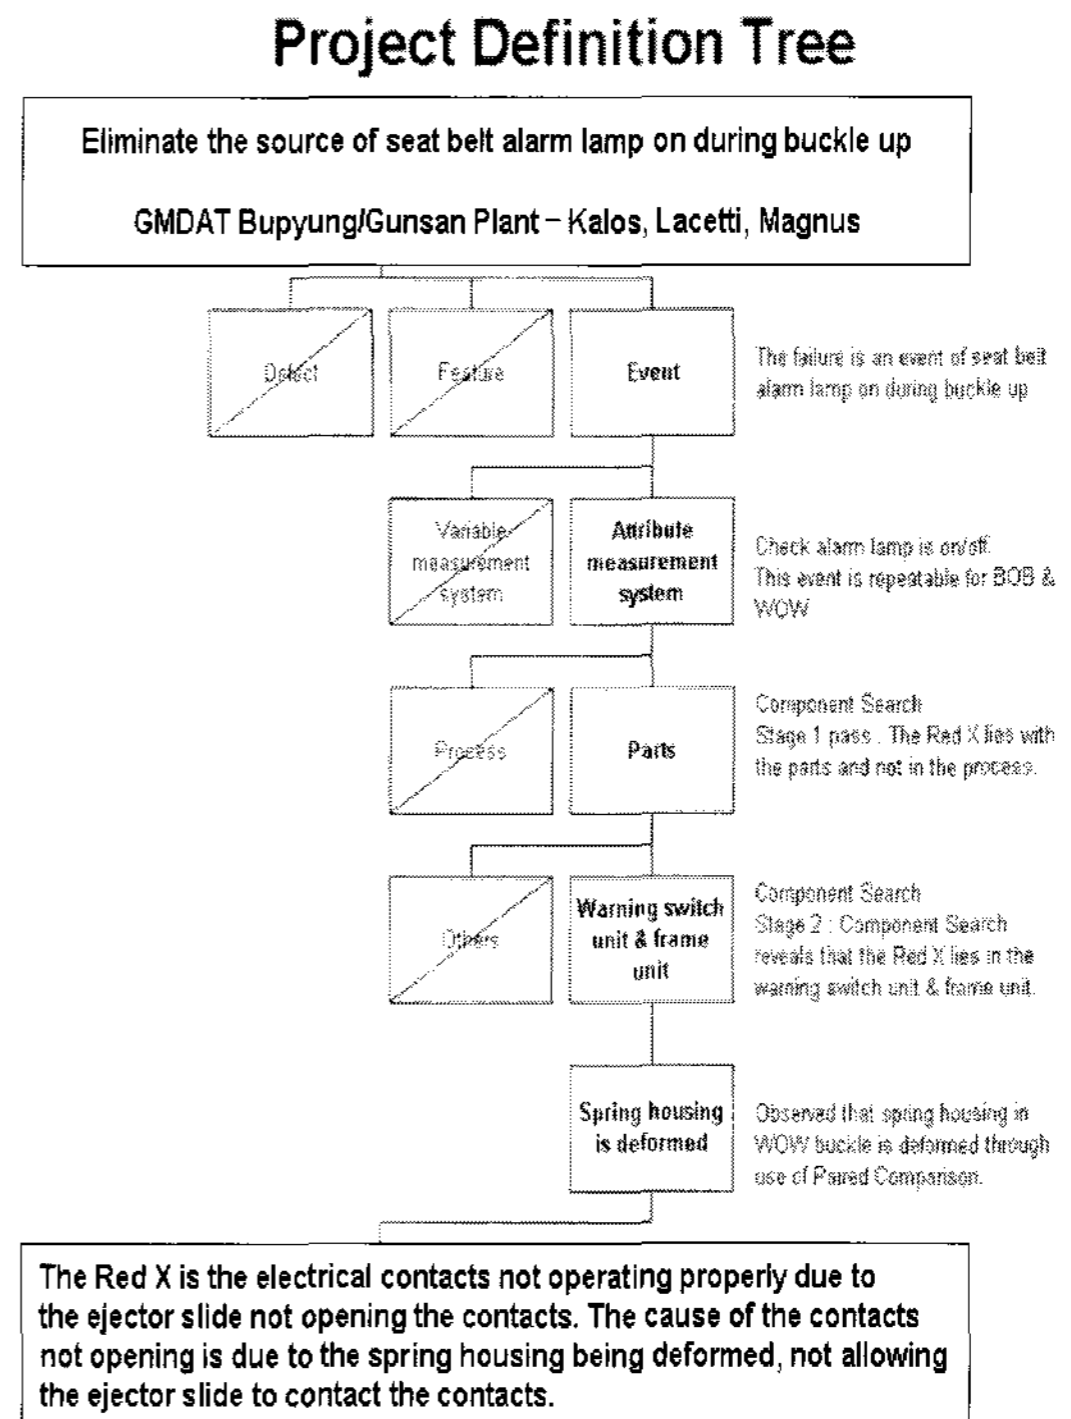 Project Definition Tree
Eliminate the source of seat belt alarm lamp on during buckle up
GMDAT Bupyung/Gunsan Plant – Kalos, Lacetti, Magnus
Defect
Feature
Event
The failure is an event of seat belt
alarm lamp on during buckle up
Variable
measurement
system
Attribute
measurement
system
Check alarm lamp is on/off.
This event is repeatable for BOB &
WOW
Process
Parts
Component Search
Stage 1 pass . The Red X lies with
the parts and not in the process.
Others
Warning switch
unit & frame
unit
Component Search
Stage 2 : Component Search
reveals that the Red X lies in the
warning switch unit & frame unit.
Spring housing
is deformed
Observed that spring housing in
WOW buckle is deformed through
use of Paired Comparison.
The Red X is the electrical contacts not operating properly due to
the ejector slide not opening the contacts. The cause of the contacts
not opening is due to the spring housing being deformed, not allowing
the ejector slide to contact the contacts.